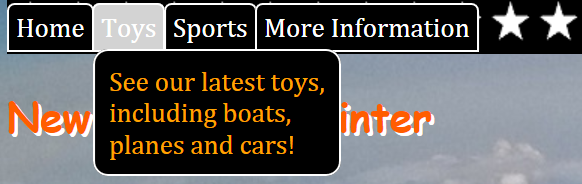 Home Toys Sports More Information
See our latest toys,
including boats,
planes and cars!
New